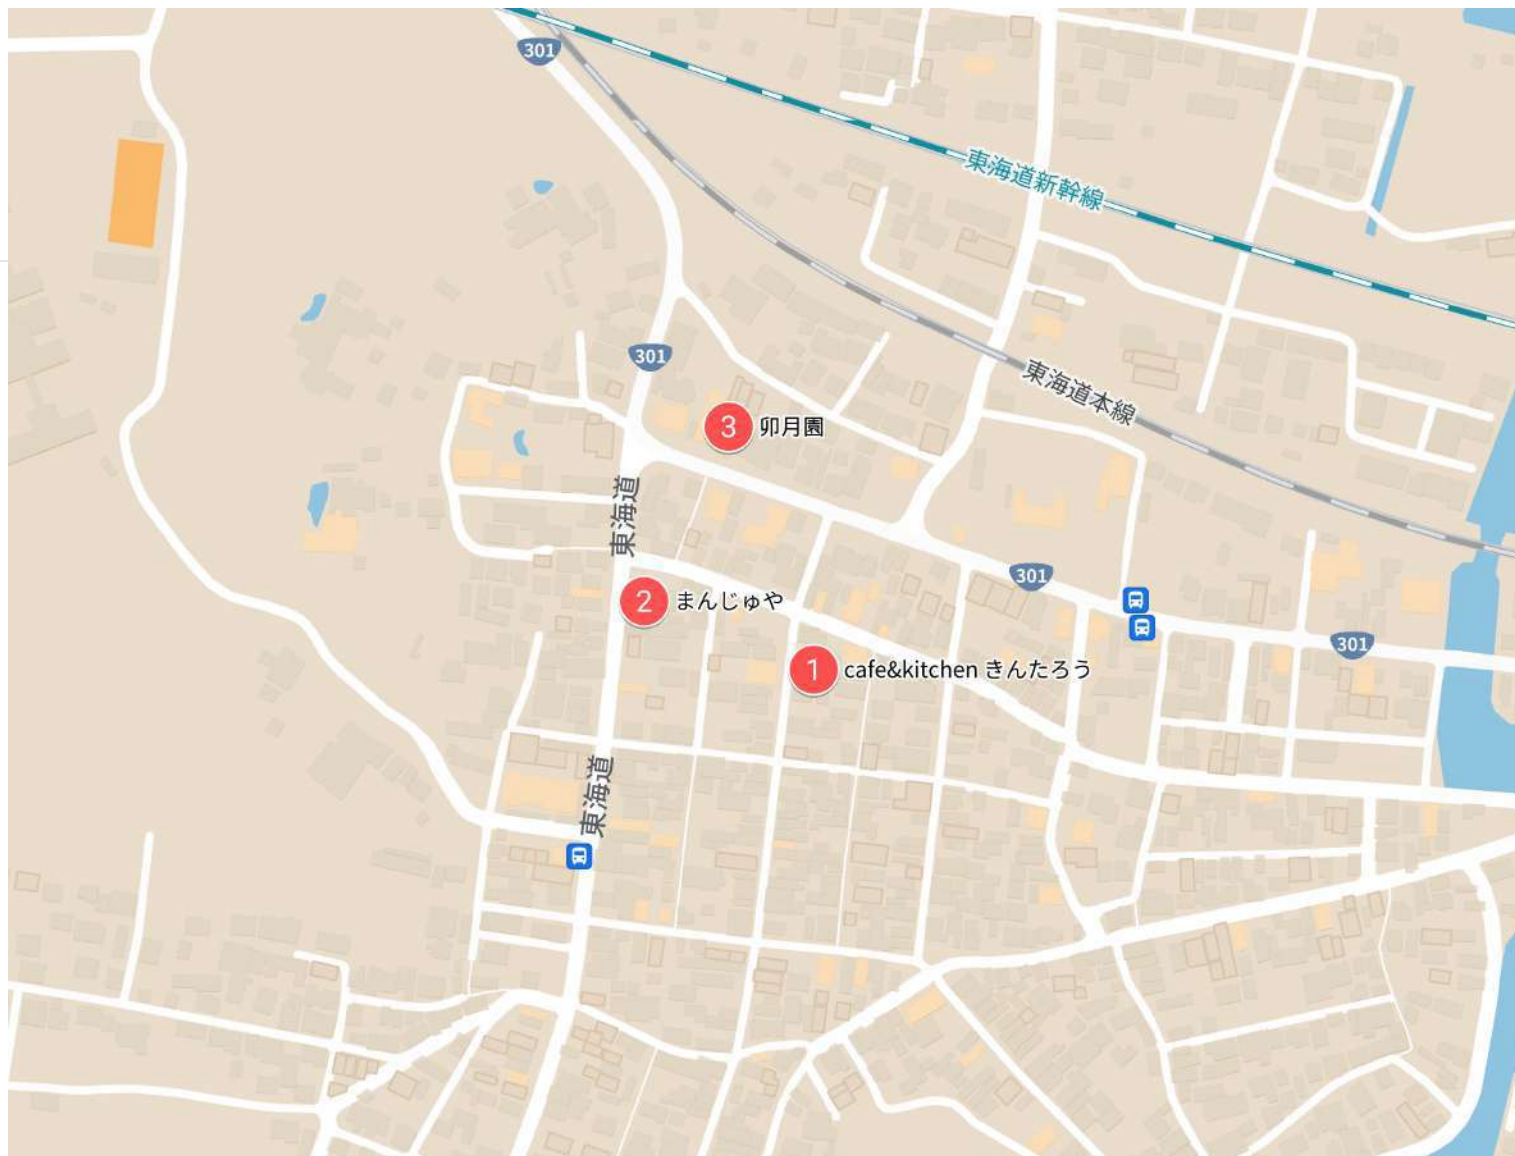 301
東海道新幹線
301
東海道本線
3
卯月園
東海道
301
2
まんじゅや
301
1
cafe&kitchen きんたろう
東海道